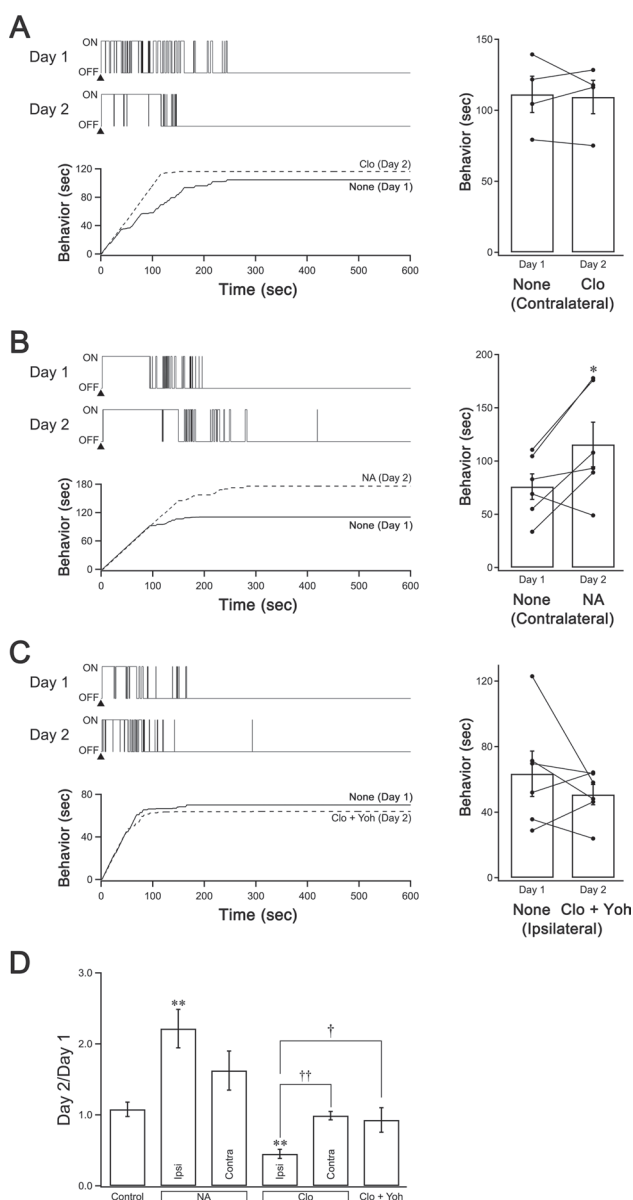 A
Day 1
ON
OFF
Day 2
ON
OFF
Behavior (sec)
120
80
40
0
Clo (Day 2)
None (Day 1)
0 100 200 300 400 500 600
Time (sec)
Behavior (sec)
150
100
50
Day 1 Day 2
None Clo
(Contralateral)
B
Day 1
ON
OFF
Day 2
ON
OFF
Behavior (sec)
180
120
60
0
NA (Day 2)
None (Day 1)
0 100 200 300 400 500 600
Time (sec)
Behavior (sec)
200
150
100
50
0
*
Day 1 Day 2
None NA
(Contralateral)
C
Day 1
ON
OFF
Day 2
ON
OFF
Behavior (sec)
80
40
0
None (Day 1)
Clo + Yoh (Day 2)
0 100 200 300 400 500 600
Time (sec)
Behavior (sec)
120
80
40
0
Day 1 Day 2
None Clo + Yoh
(Ipsilateral)
D
Day 2/Day 1
3.0
2.0
1.0
0.0
**
†
††
**
Ipsi Contra Ipsi Contra
Control NA Clo Clo + Yoh